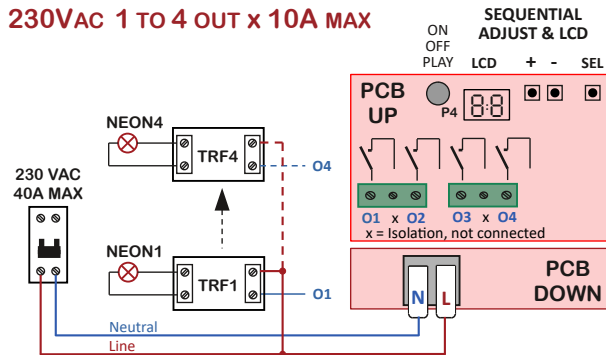 230VAC 1 TO 4 OUT x 10A MAX
SEQUENTIAL
ADJUST & LCD
ON
OFF
PLAY
LCD
+
-
SEL
PCB
UP
P4
8:8
NEON4
TRF4
O4
230 VAC
40A MAX
O1 x O2
O3 x O4
x = Isolation, not connected
NEON1
TRF1
O1
N
L
PCB
DOWN
Neutral
Line